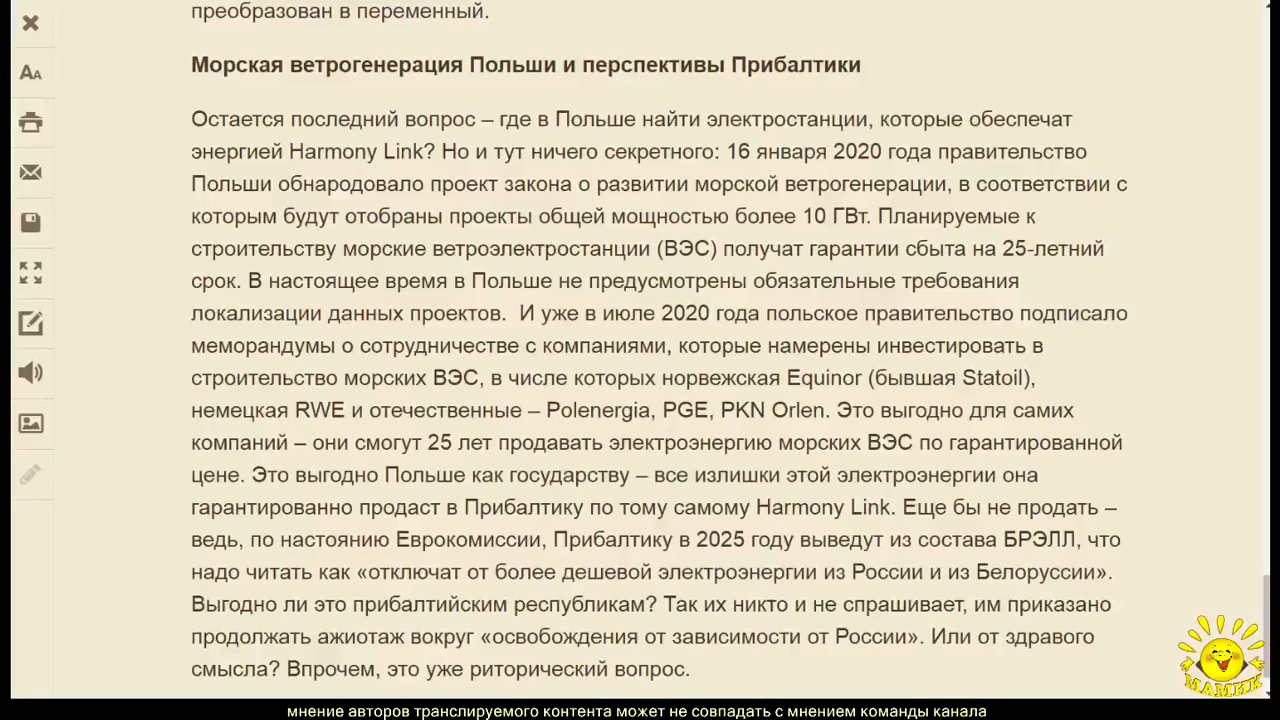 преобразован в переменный.
Морская ветрогенерация Польши и перспективы Прибалтики
Остается последний вопрос – где в Польше найти электростанции, которые обеспечат
энергией Harmony Link? Но и тут ничего секретного: 16 января 2020 года правительство
Польши обнародовало проект закона о развитии морской ветрогенерации, в соответствии с
которым будут отобраны проекты общей мощностью более 10 ГВт. Планируемые к
строительству морские ветроэлектростанции (ВЭС) получат гарантии сбыта на 25-летний
срок. В настоящее время в Польше не предусмотрены обязательные требования
локализации данных проектов.  И уже в июле 2020 года польское правительство подписало
меморандумы о сотрудничестве с компаниями, которые намерены инвестировать в
строительство морских ВЭС, в числе которых норвежская Equinor (бывшая Statoil),
немецкая RWE и отечественные – Polenergia, PGE, PKN Orlen. Это выгодно для самих
компаний – они смогут 25 лет продавать электроэнергию морских ВЭС по гарантированной
цене. Это выгодно Польше как государству – все излишки этой электроэнергии она
гарантированно продаст в Прибалтику по тому самому Harmony Link. Еще бы не продать –
ведь, по настоянию Еврокомиссии, Прибалтику в 2025 году выведут из состава БРЭЛЛ, что
надо читать как «отключат от более дешевой электроэнергии из России и из Белоруссии».
Выгодно ли это прибалтийским республикам? Так их никто и не спрашивает, им приказано
продолжать ажиотаж вокруг «освобождения от зависимости от России». Или от здравого
смысла? Впрочем, это уже риторический вопрос.
МАМИК
мнение авторов транслируемого контента может не совпадать с мнением команды канала